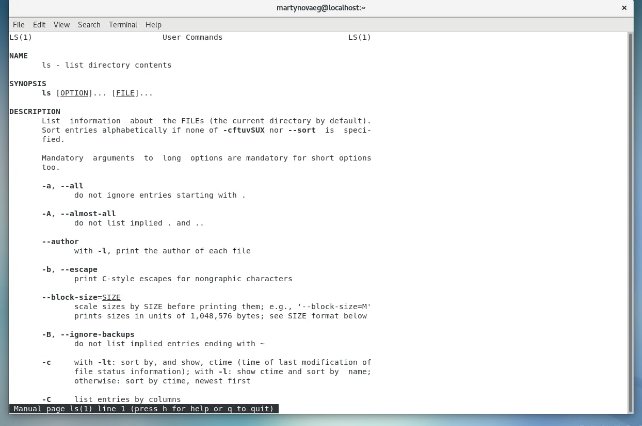 martynovaeg@localhost:~
File Edit View Search Terminal Help
LS(1) User Commands LS(1)
NAME
ls - list directory contents
SYNOPSIS
ls [OPTION]... [FILE]...
DESCRIPTION
List information about the FILEs (the current directory by default).
Sort entries alphabetically if none of -cftuvSUX nor --sort is speci-
fied.
Mandatory arguments to long options are mandatory for short options
too.
-a, --all
do not ignore entries starting with .
-A, --almost-all
do not list implied . and ..
--author
with -l, print the author of each file
-b, --escape
print C-style escapes for nongraphic characters
--block-size=SIZE
scale sizes by SIZE before printing them; e.g., '--block-size=M'
prints sizes in units of 1,048,576 bytes; see SIZE format below
-B, --ignore-backups
do not list implied entries ending with ~
-c with -lt: sort by, and show, ctime (time of last modification of
file status information); with -l: show ctime and sort by name;
otherwise: sort by ctime, newest first
-C list entries by columns
Manual page ls(1) line 1 (press h for help or q to quit)